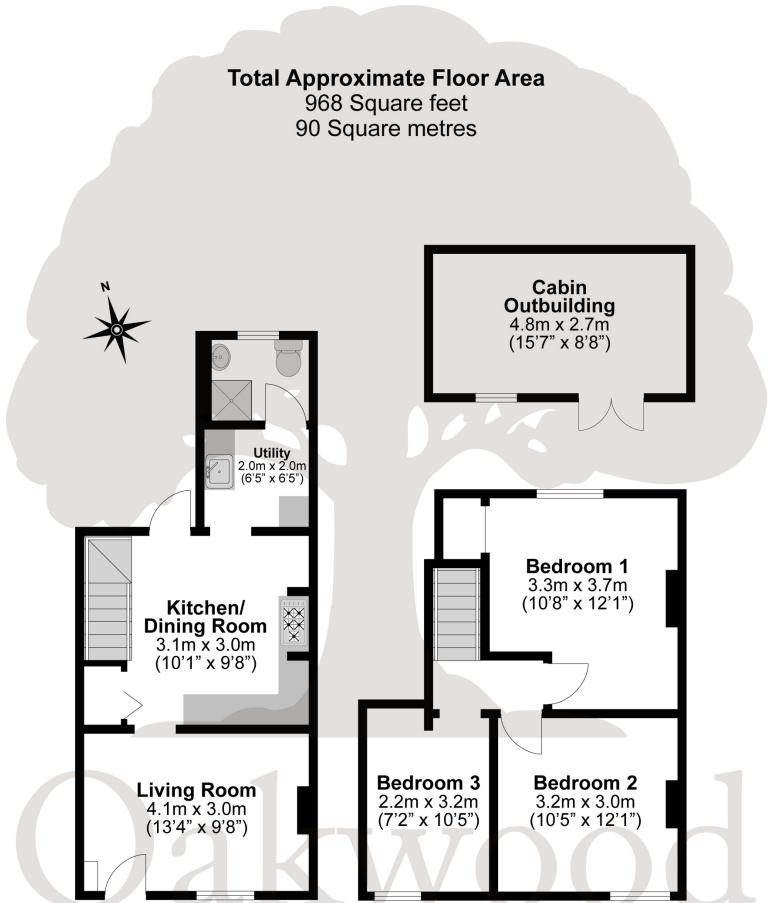 Total Approximate Floor Area
968 Square feet
90 Square metres
N
Cabin
Outbuilding
4.8m x 2.7m
(15'7" x 8'8")
Utility
2.0m x 2.0m
(6'5" x 6'5")
Kitchen/
Dining Room
3.1m x 3.0m
(10'1" x 9'8")
Bedroom 1
3.3m x 3.7m
(10'8" x 12'1")
Living Room
4.1m x 3.0m
(13'4" x 9'8")
Bedroom 3
2.2m x 3.2m
(7'2" x 10'5")
Bedroom 2
3.2m x 3.0m
(10'5" x 12'1")
Oakwood